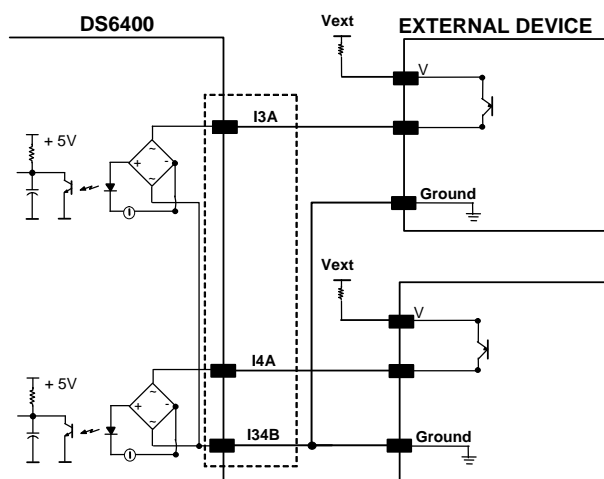 DS6400
Vext
EXTERNAL DEVICE
V
I3A
+ 5V
~
+
-
~
I
Ground
Vext
V
I4A
+ 5V
~
+
-
~
I
I34B
Ground